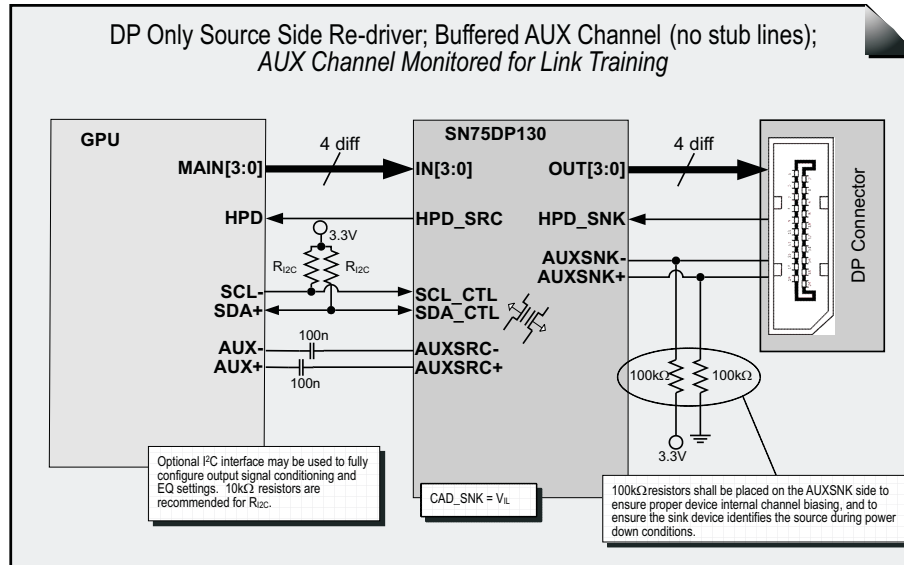 DP Only Source Side Re-driver; Buffered AUX Channel (no stub lines);
AUX Channel Monitored for Link Training
GPU
SN75DP130
DP Connector
MAIN[3:0]
4 diff
IN[3:0]
OUT[3:0]
4 diff
HPD
HPD_SRC
HPD_SNK
3.3V
RI2C
RI2C
AUXSNK-
AUXSNK+
SCL-
SCL_CTL
SDA+
SDA_CTL
100n
AUX-
AUXSRC-
AUX+
AUXSRC+
100n
100kΩ
100kΩ
3.3V
Optional I²C interface may be used to fully
configure output signal conditioning and
EQ settings. 10kΩ resistors are
recommended for RI2C.
CAD_SNK = VIL
100kΩ resistors shall be placed on the AUXSNK side to
ensure proper device internal channel biasing, and to
ensure the sink device identifies the source during power
down conditions.